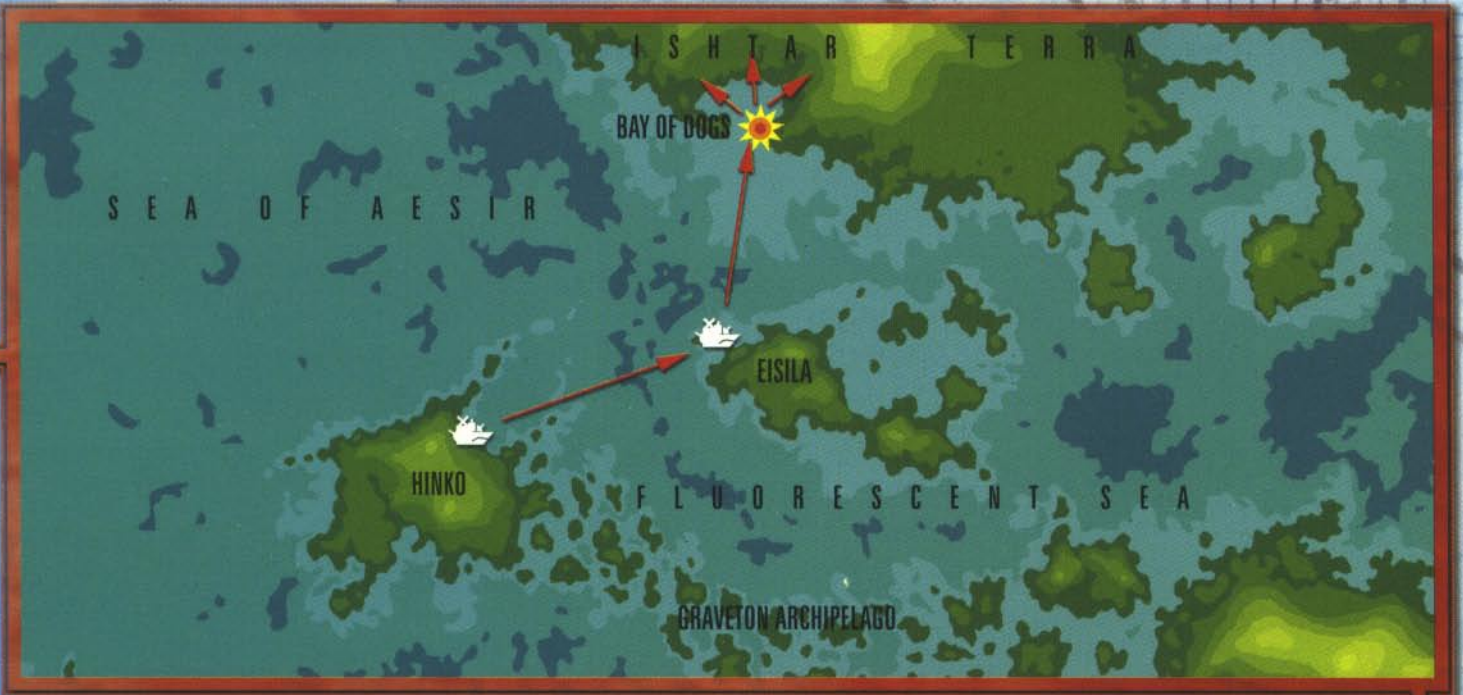 ISHTAR TERRA
BAY OF DOGS
SEA OF AESIR
EISILA
HINKO
FLUORESCENT SEA
GRAVETON ARCHIPELAGO